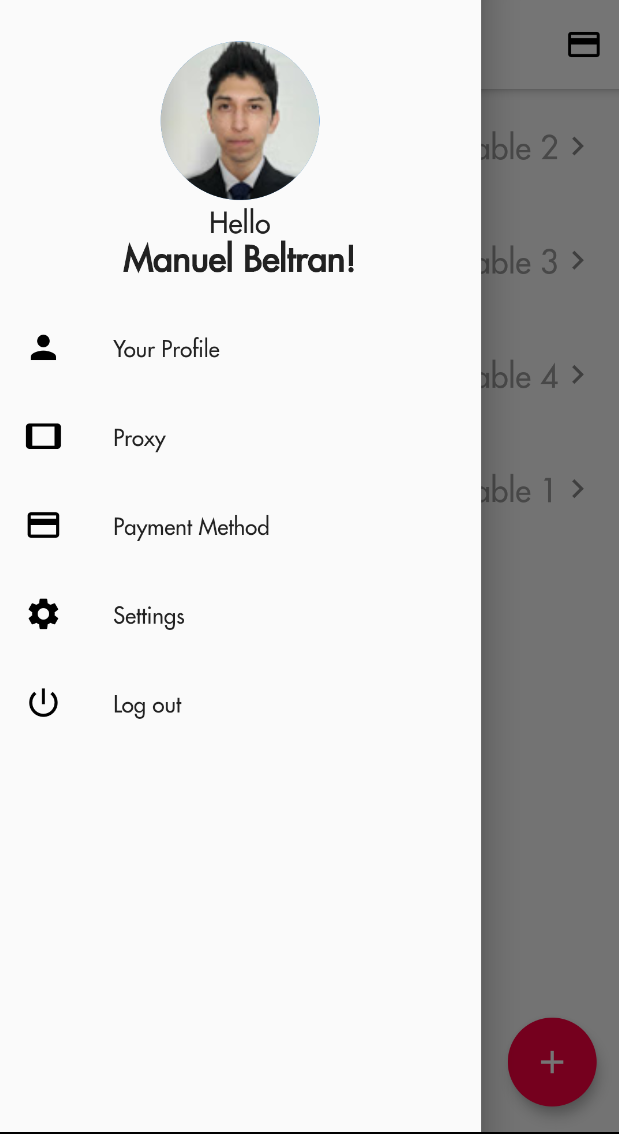 Hello
Manuel Beltran!
Your Profile
Proxy
Payment Method
Settings
Log out
able 2
able 3
able 4
able 1